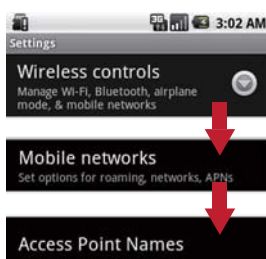 3G
3:02 AM
Settings
Wireless controls
Manage Wi-Fi, Bluetooth, airplane
mode, & mobile networks
Mobile networks
Set options for roaming, networks, APNs
Access Point Names